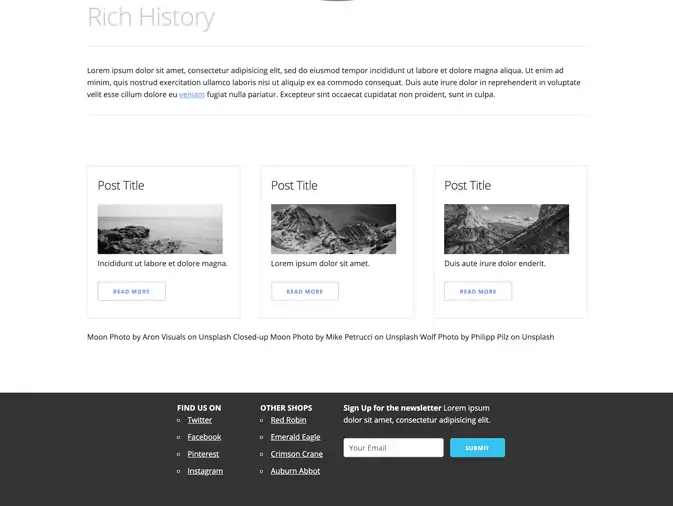 Rich History
Lorem ipsum dolor sit amet, consectetur adipisicing elit, sed do eiusmod tempor incididunt ut labore et dolore magna aliqua. Ut enim ad
minim, quis nostrud exercitation ullamco laboris nisi ut aliquip ex ea commodo consequat. Duis aute irure dolor in reprehenderit in voluptate
velit esse cillum dolore eu veniam fugiat nulla pariatur. Excepteur sint occaecat cupidatat non proident, sunt in culpa.
Post Title
Incididunt ut labore et dolore magna.
READ MORE
Post Title
Lorem ipsum dolor sit amet.
READ MORE
Post Title
Duis aute irure dolor enderit.
READ MORE
Moon Photo by Aron Visuals on Unsplash Closed-up Moon Photo by Mike Petrucci on Unsplash Wolf Photo by Philipp Pilz on Unsplash
FIND US ON
Twitter
Facebook
Pinterest
Instagram
OTHER SHOPS
Red Robin
Emerald Eagle
Crimson Crane
Auburn Abbot
Sign Up for the newsletter Lorem ipsum
dolor sit amet, consectetur adipisicing elit.
Your Email
SUBMIT